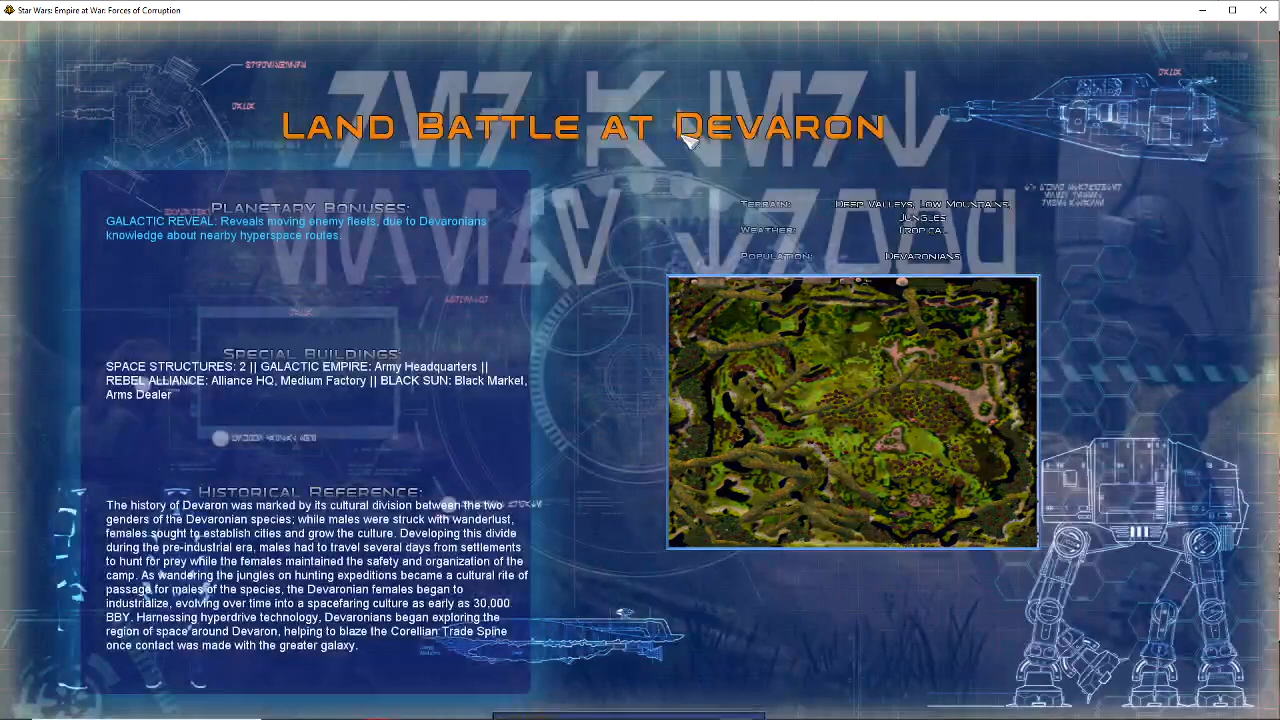 Star Wars: Empire at War: Forces of Corruption
Land Battle at Devaron
Planetary Bonuses:
GALACTIC REVEAL: Reveals moving enemy fleets, due to Devaronians
knowledge about nearby hyperspace routes.
Special Buildings:
SPACE STRUCTURES: 2 || GALACTIC EMPIRE: Army Headquarters ||
REBEL ALLIANCE: Alliance HQ, Medium Factory || BLACK SUN: Black Market,
Arms Dealer
Historical Reference:
The history of Devaron was marked by its cultural division between the two
genders of the Devaronian species; while males were struck with wanderlust,
females sought to establish cities and grow the culture. Developing this divide
during the pre-industrial era, males had to travel several days from settlements
to hunt for prey while the females maintained the safety and organization of the
camp. As wandering the jungles on hunting expeditions became a cultural rite of
passage for males of the species, the Devaronian females began to
industrialize, evolving over time into a spacefaring culture as early as 30,000
BBY. Harnessing hyperdrive technology, Devaronians began exploring the
region of space around Devaron, helping to blaze the Corellian Trade Spine
once contact was made with the greater galaxy.
Terrain: Deep Valleys, Low Mountains,
Jungles
Weather: Tropical
Population: Devaronians